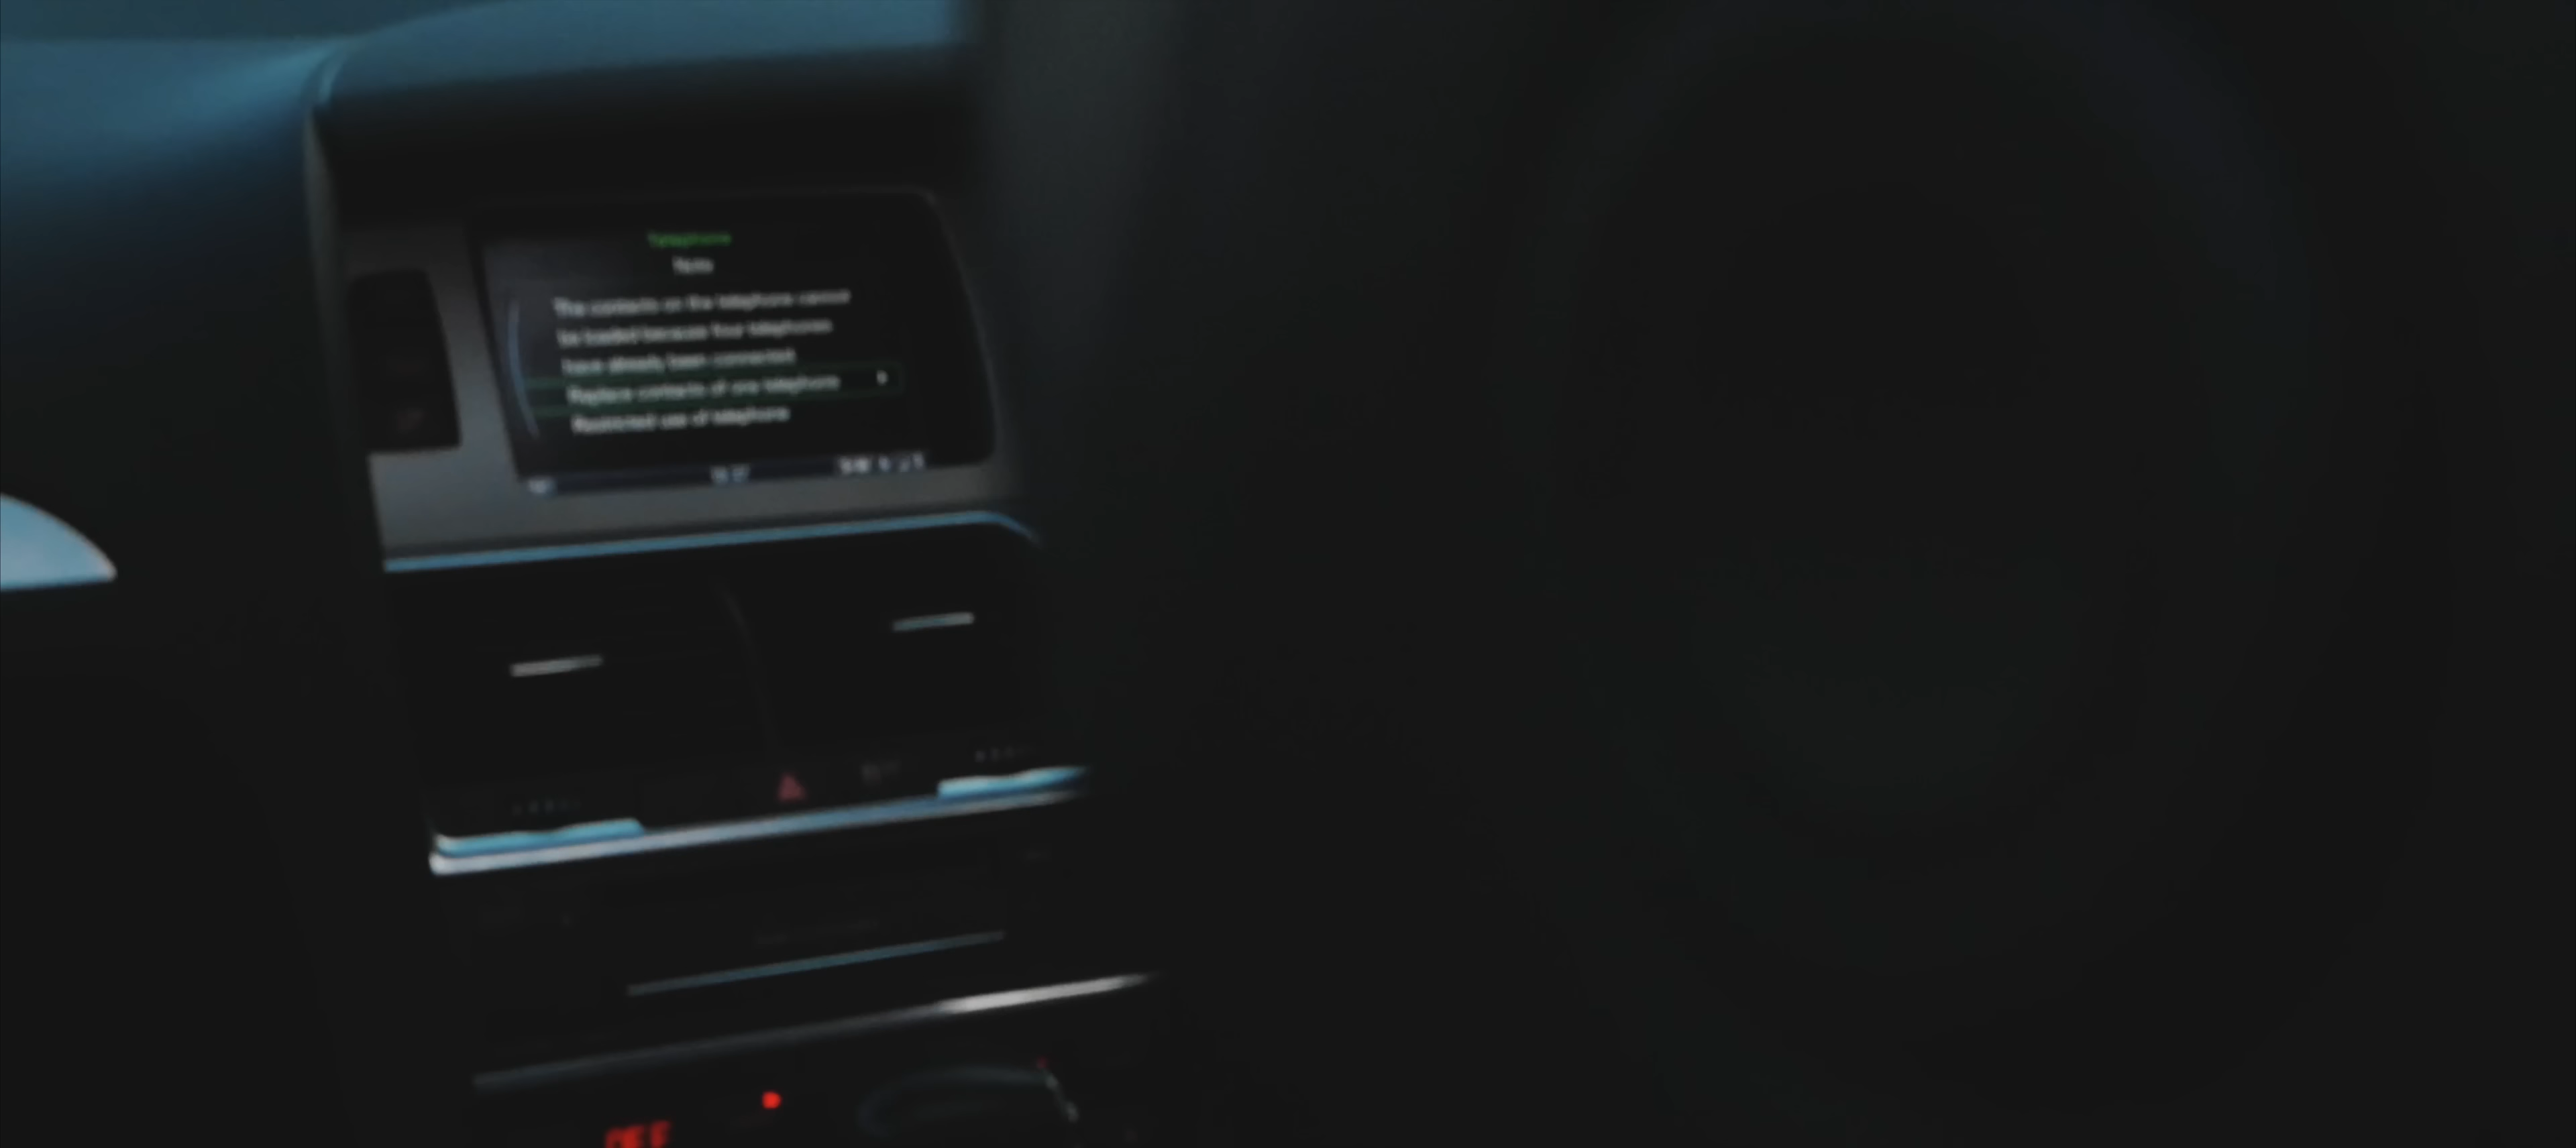 Telephone
Note
The contacts on the telephone cannot
be loaded because four telephones
have already been connected.
Replace contacts of one telephone
Restricted use of telephone
OFF